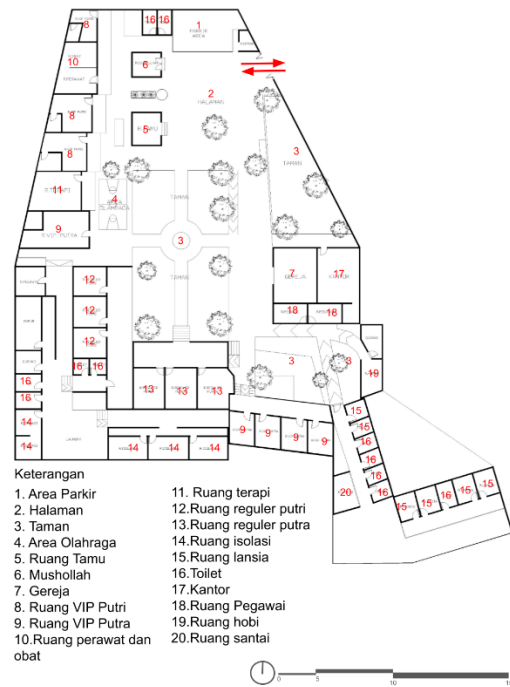 16 16
1
8
6
10
2
HALAMAN
8
5
8
3
TAMAN
11
4
TAMAN
9
3
7
17
GEREJA
12
TAMAN
12
18
18
12
3
3
16 16
19
16
13 13 13
16
15
14
9 9 9 9
15
14
14 14 14
16
16
16
20
16
15 15 16 15 15
Keterangan
1. Area Parkir
2. Halaman
3. Taman
4. Area Olahraga
5. Ruang Tamu
6. Mushollah
7. Gereja
8. Ruang VIP Putri
9. Ruang VIP Putra
10.Ruang perawat dan
obat
11. Ruang terapi
12.Ruang reguler putri
13.Ruang reguler putra
14.Ruang isolasi
15.Ruang lansia
16.Toilet
17.Kantor
18.Ruang Pegawai
19.Ruang hobi
20.Ruang santai
0 5 10 15